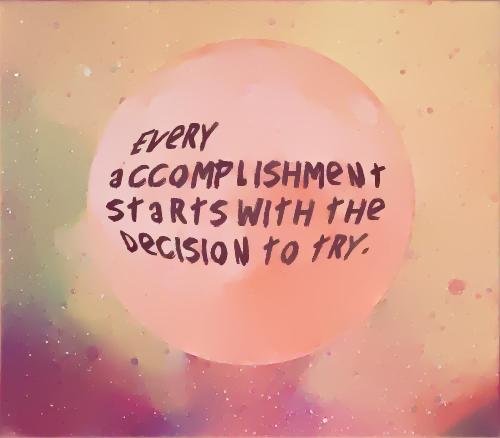 EVeRY
aCCOMPLISHMeNt
StaRtS WITH tHe
DeCISION tO tRY.